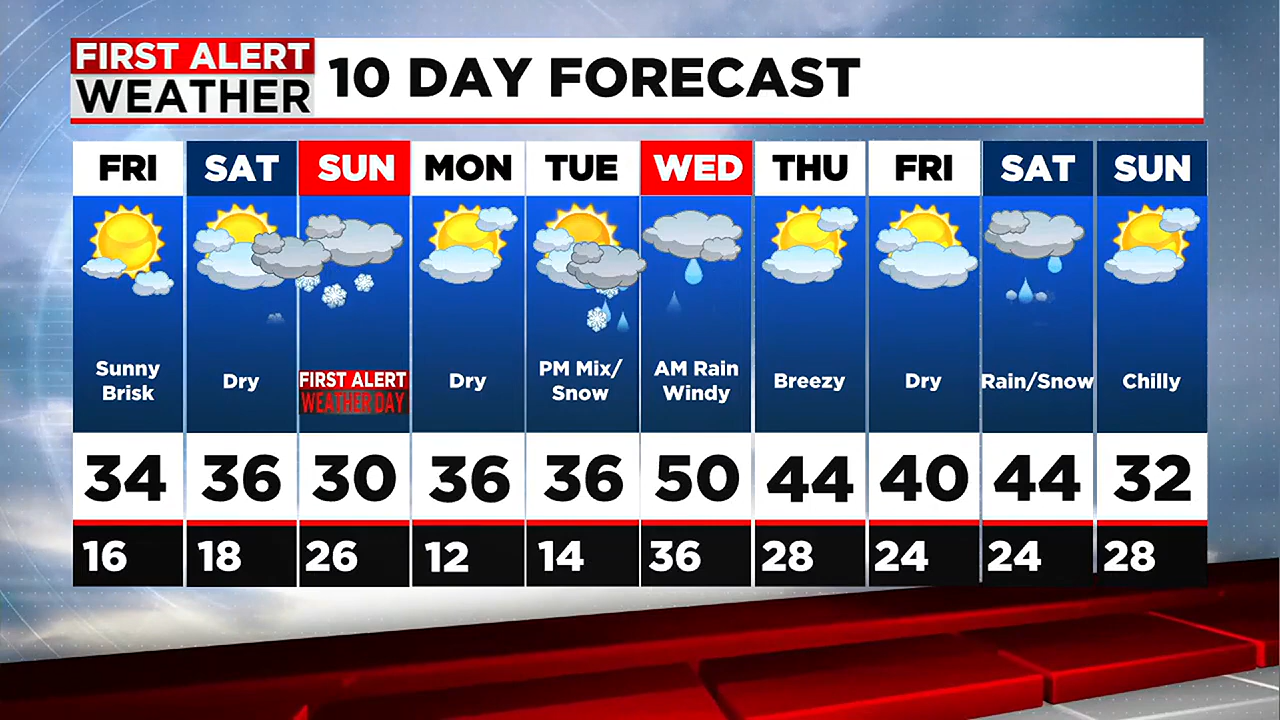 FIRST ALERT
WEATHER
10 DAY FORECAST
FRI SAT SUN MON TUE WED THU FRI SAT SUN
Sunny
Brisk
Dry
FIRST ALERT
WEATHER DAY
Dry
PM Mix/
Snow
AM Rain
Windy
Breezy
Dry
Rain/Snow
Chilly
34 36 30 36 36 50 44 40 44 32
16 18 26 12 14 36 28 24 24 28